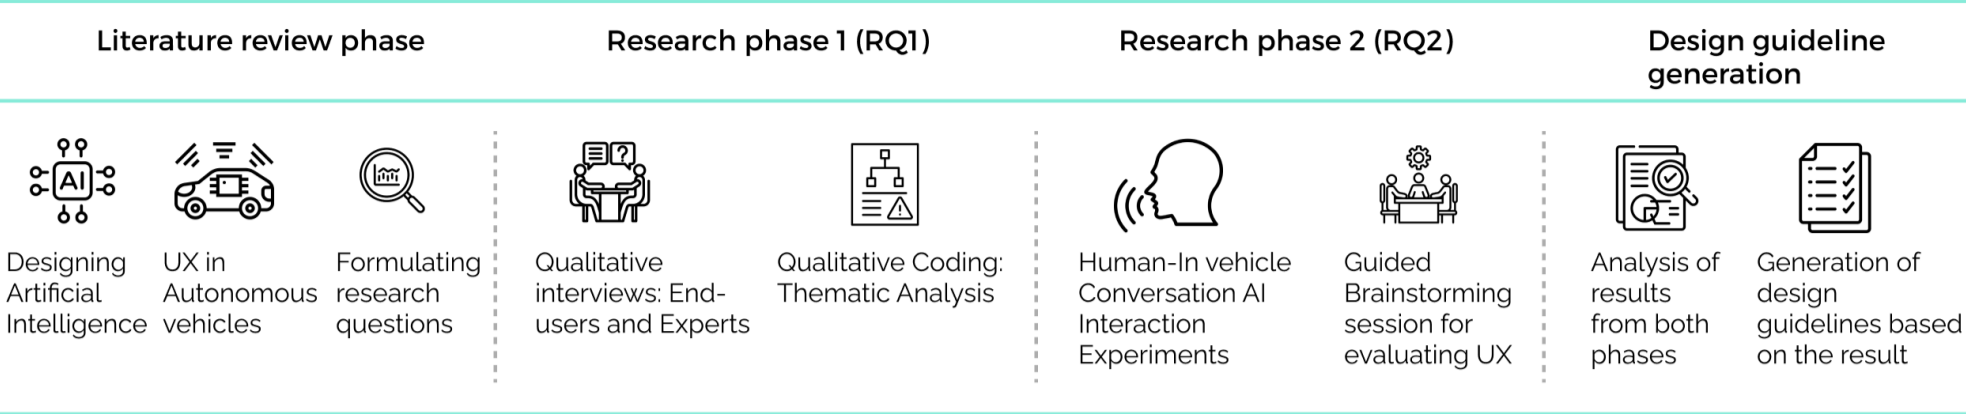 Literature review phase
Research phase 1 (RQ1)
Research phase 2 (RQ2)
Design guideline
generation
AI
Designing
Artificial
Intelligence
UX in
Autonomous
vehicles
Formulating
research
questions
?
Qualitative
interviews: End-
users and Experts
Qualitative Coding:
Thematic Analysis
Human-In vehicle
Conversation AI
Interaction
Experiments
Guided
Brainstorming
session for
evaluating UX
Analysis of
results
from both
phases
Generation of
design
guidelines based
on the result